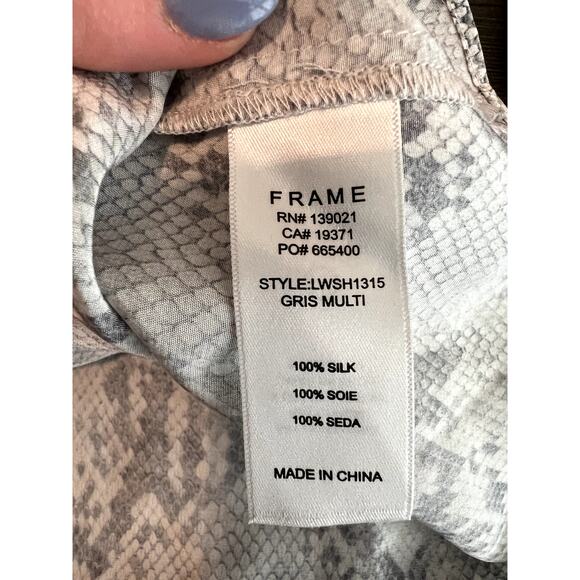 FRAME
RN# 139021
CA# 19371
PO# 665400
STYLE:LWSH1315
GRIS MULTI
100% SILK
100% SOIE
100% SEDA
MADE IN CHINA